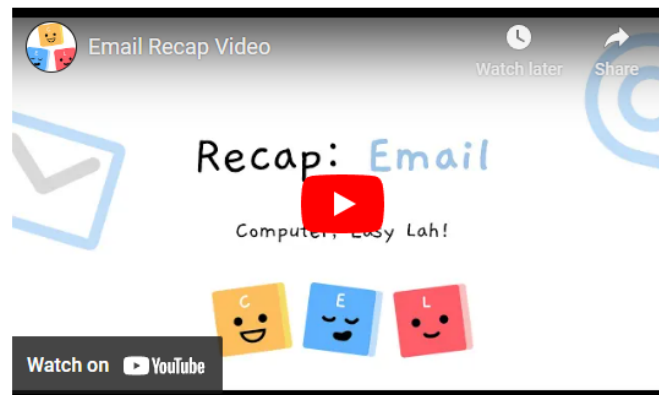 Email Recap Video
Watch later
Share
Recap: Email
Computer, Easy Lah!
C E L
Watch on YouTube